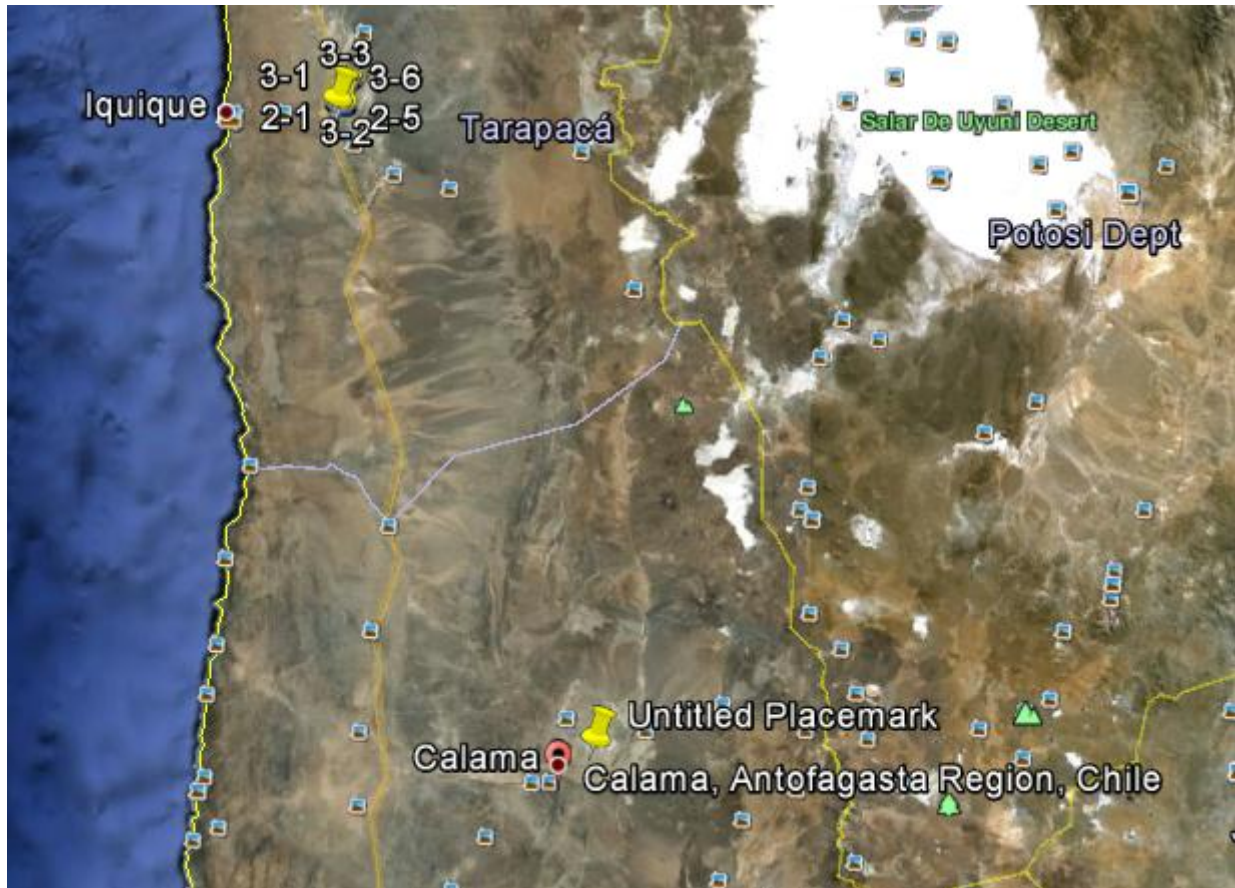 3-3
3-1 3-6
Iquique
2-1 2-5
3-2
Tarapacá
Salar De Uyuni Desert
Potosi Dept
Untitled Placemark
Calama
Calama, Antofagasta Region, Chile